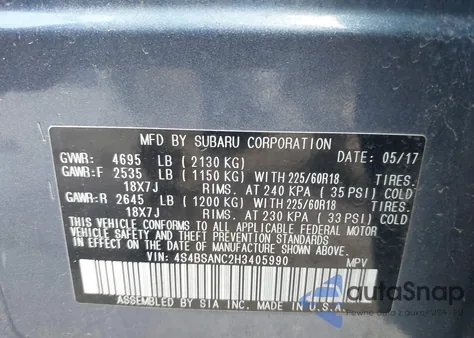 MFD BY SUBARU CORPORATION
GVWR: 4695 LB (2130 KG) DATE: 05/17
GAWR:F 2535 LB (1150 KG) WITH 225/60R18 TIRES.
18X7J RIMS. AT 240 KPA (35 PSI) COLD.
GAWR:R 2645 LB (1200 KG) WITH 225/60R18 TIRES.
18X7J RIMS. AT 230 KPA (33 PSI) COLD.
THIS VEHICLE CONFORMS TO ALL APPLICABLE FEDERAL MOTOR
VEHICLE SAFETY, BUMPER, AND THEFT PREVENTION STANDARDS
IN EFFECT ON THE DATE OF MANUFACTURE SHOWN ABOVE.
VIN: 4S4BSANC2H3405990 MPV
ASSEMBLED BY SIA INC. MADE IN U.S.A.
autoSnap